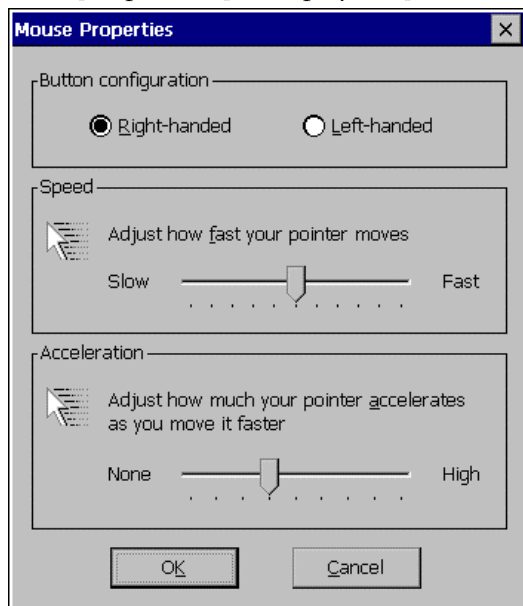 Mouse Properties
Button configuration
Right-handed Left-handed
Speed
Adjust how fast your pointer moves
Slow Fast
Acceleration
Adjust how much your pointer accelerates
as you move it faster
None High
OK Cancel